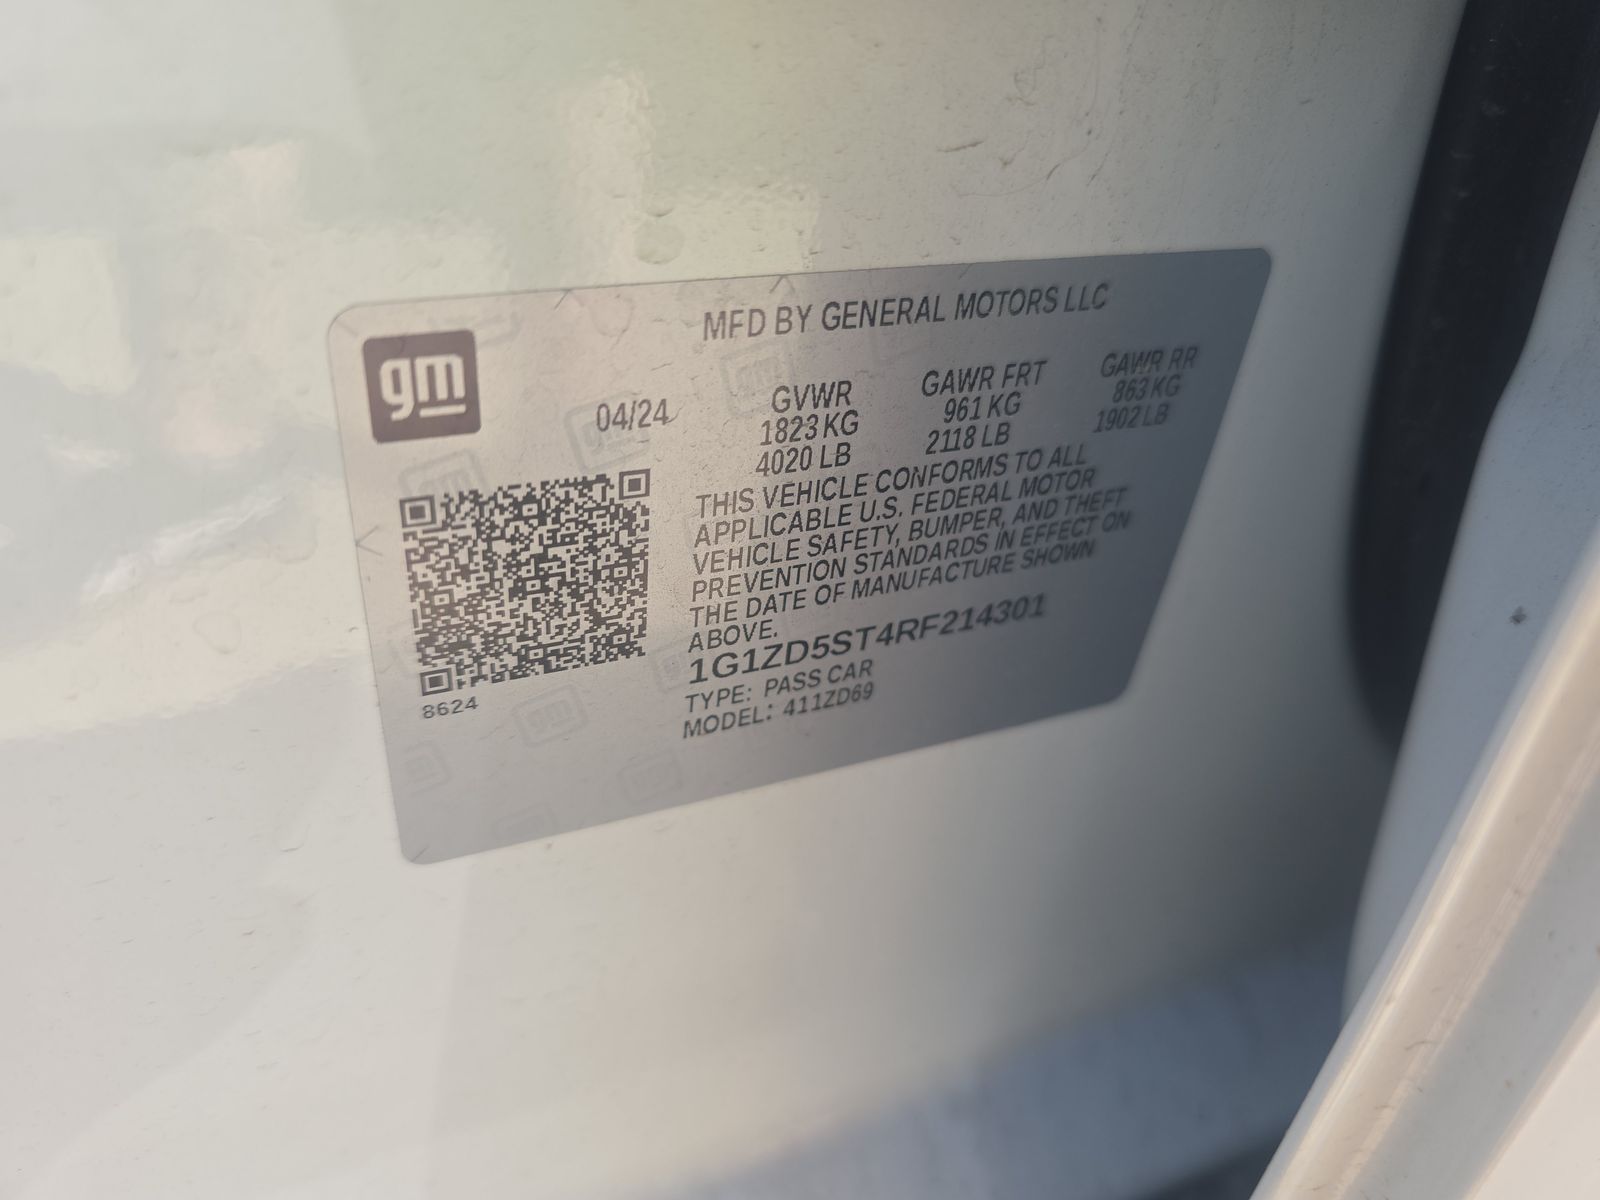 MFD BY GENERAL MOTORS LLC
gm
04/24
GVWR GAWR FRT GAWR RR
1823 KG 961 KG 863 KG
4020 LB 2118 LB 1902 LB
THIS VEHICLE CONFORMS TO ALL
APPLICABLE U.S. FEDERAL MOTOR
VEHICLE SAFETY, BUMPER, AND THEFT
PREVENTION STANDARDS IN EFFECT ON
THE DATE OF MANUFACTURE SHOWN
ABOVE.
1G1ZD5ST4RF214301
TYPE: PASS CAR
MODEL: 411ZD69
8624